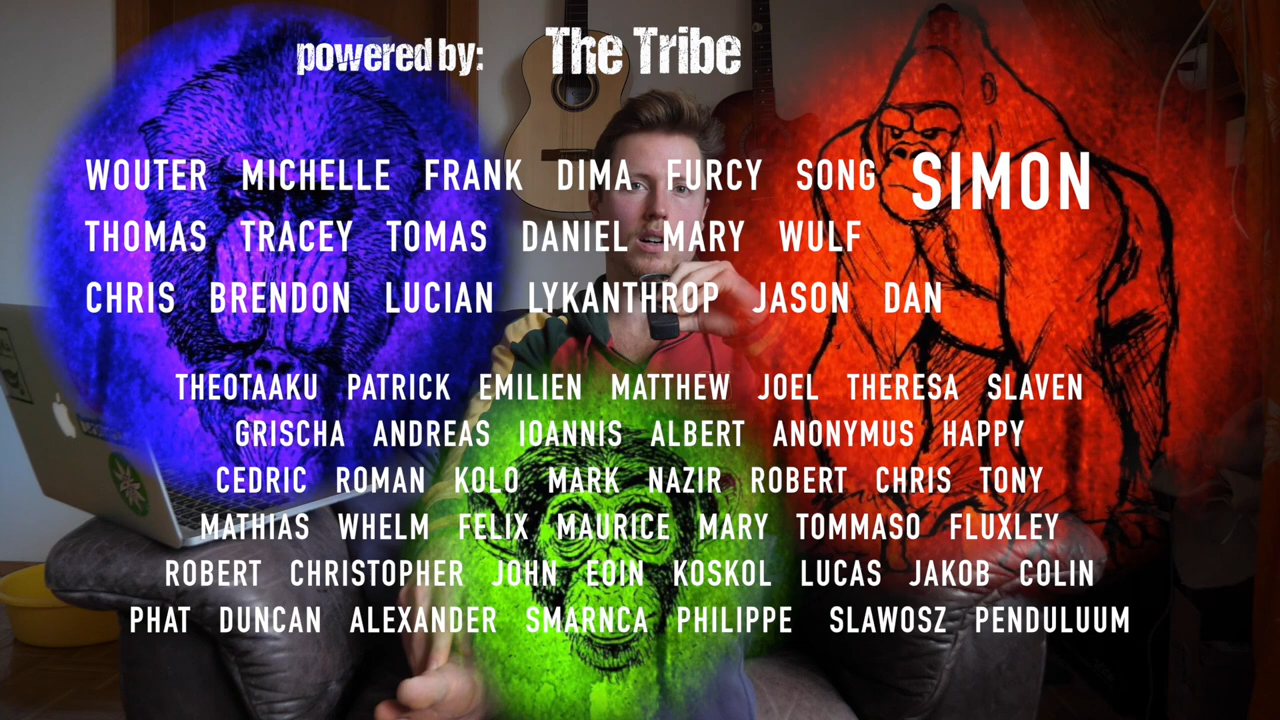 powered by: The Tribe
WOUTER MICHELLE FRANK DIMA FURCY SONG SIMON
THOMAS TRACEY TOMAS DANIEL MARY WULF
CHRIS BRENDON LUCIAN LYKANTHROP JASON DAN
THEOTAAKU PATRICK EMILIEN MATTHEW JOEL THERESA SLAVEN
GRISCHA ANDREAS IOANNIS ALBERT ANONYMUS HAPPY
CEDRIC ROMAN KOLO MARK NAZIR ROBERT CHRIS TONY
MATHIAS WHELM FELIX MAURICE MARY TOMMASO FLUXLEY
ROBERT CHRISTOPHER JOHN EOIN KOSKOL LUCAS JAKOB COLIN
PHAT DUNCAN ALEXANDER SMARNCA PHILIPPE SLAWOSZ PENDULUUM